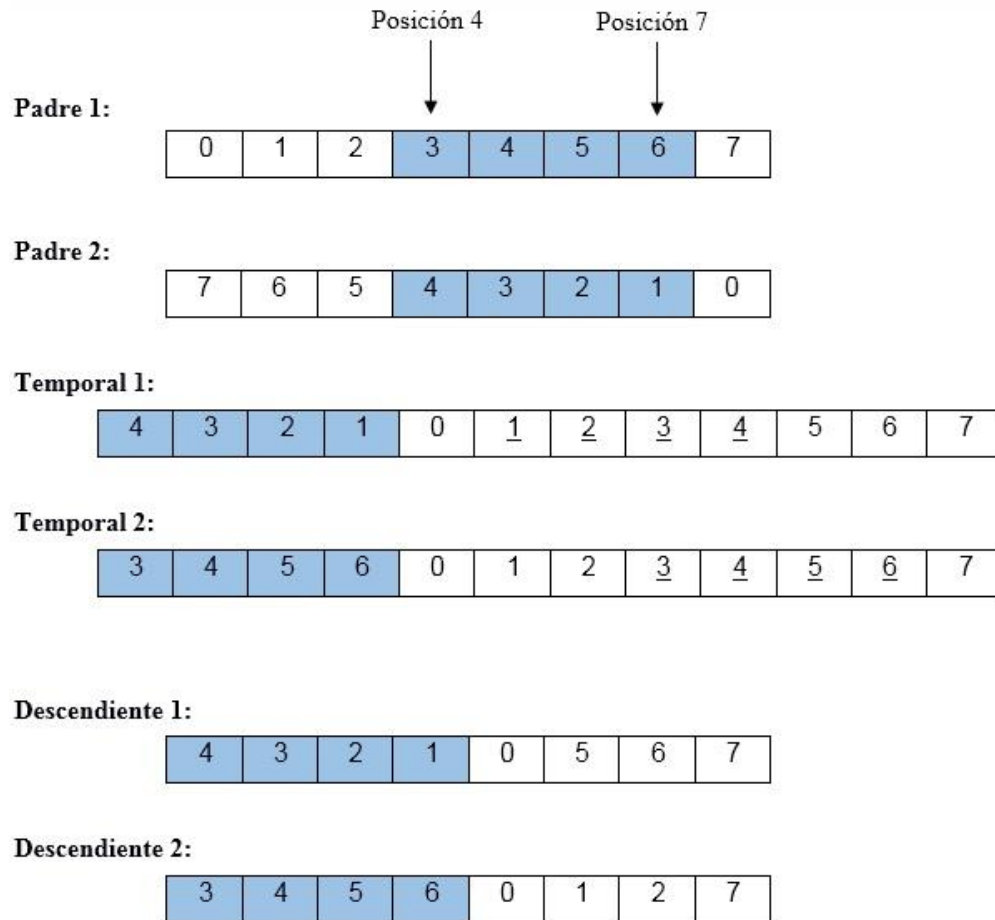 Posición 4 Posición 7
Padre 1:
0 1 2 3 4 5 6 7
Padre 2:
7 6 5 4 3 2 1 0
Temporal 1:
4 3 2 1 0 1 2 3 4 5 6 7
Temporal 2:
3 4 5 6 0 1 2 3 4 5 6 7
Descendiente 1:
4 3 2 1 0 5 6 7
Descendiente 2:
3 4 5 6 0 1 2 7